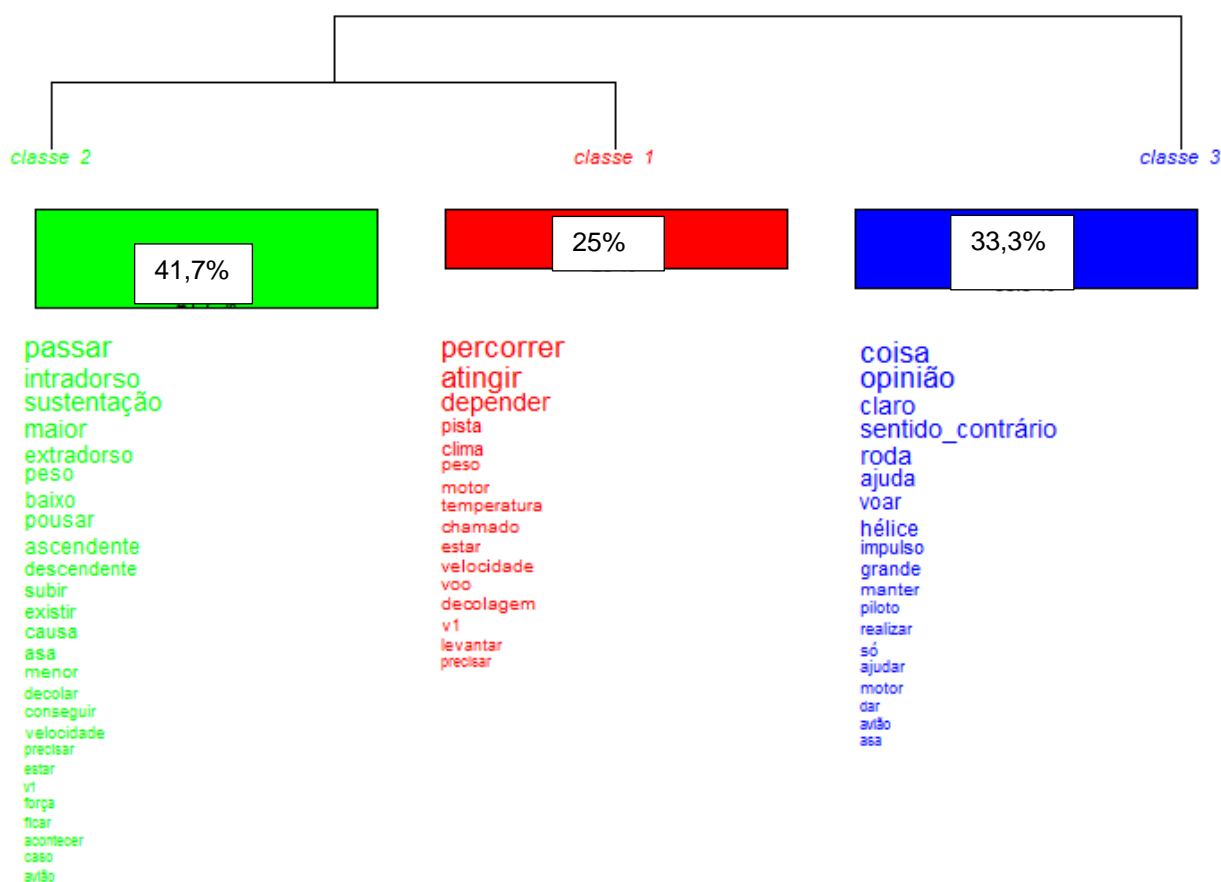 classe 2
classe 1
classe 3
41,7%
25%
33,3%
passar
intradorso
sustentação
maior
extradorso
peso
baixo
pousar
ascendente
descendente
subir
existir
causa
asa
menor
decolar
conseguir
velocidade
precisar
estar
v1
força
ficar
acontecer
caso
avião
percorrer
atingir
depender
pista
clima
peso
motor
temperatura
chamado
estar
velocidade
voo
decolagem
v1
levantar
precisar
coisa
opinião
claro
sentido_contrário
roda
ajuda
voar
hélice
impulso
grande
manter
piloto
realizar
só
ajudar
motor
dar
avião
asa